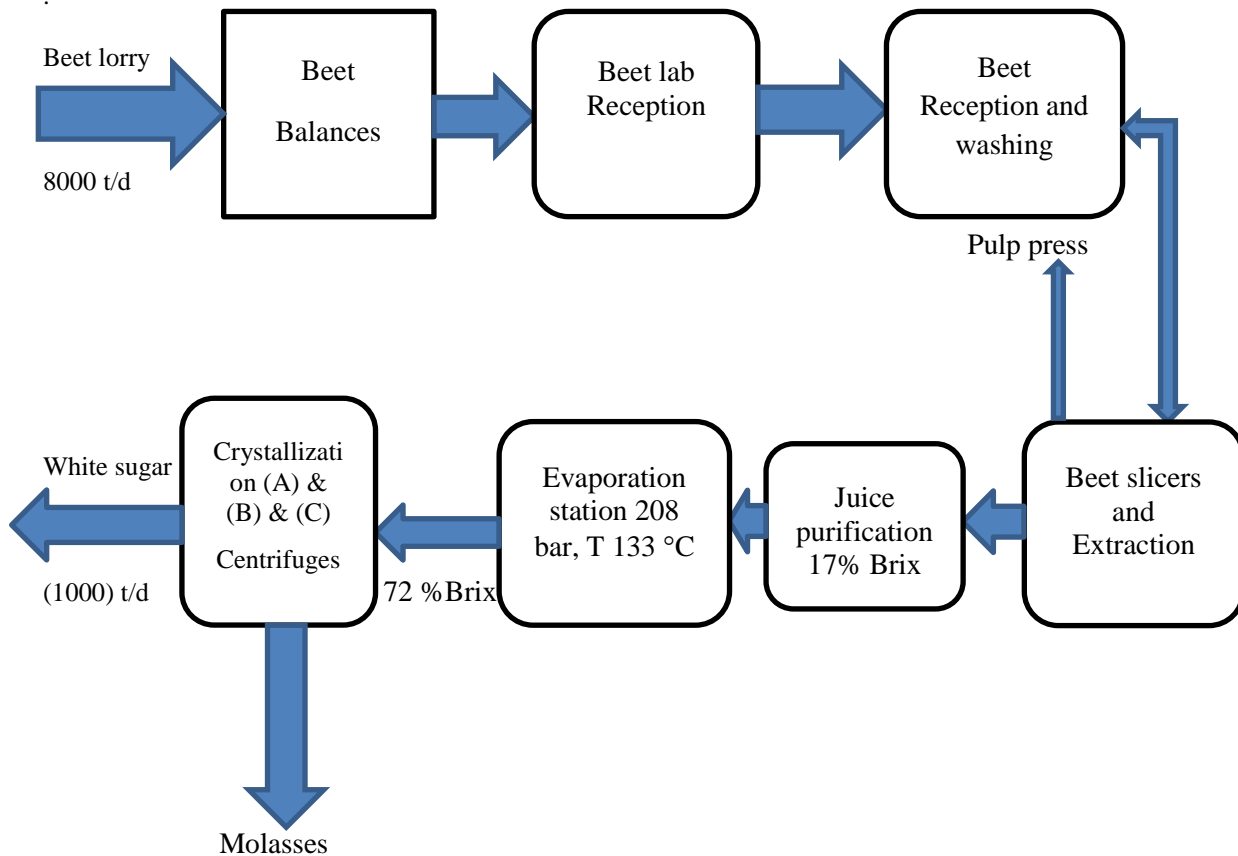 .
Beet lorry
8000 t/d
Beet
Balances
Beet lab
Reception
Beet
Reception and
washing
Pulp press
Beet slicers
and
Extraction
Juice
purification
17% Brix
Evaporation
station 208
bar, T 133 °C
72 %Brix
Crystallizati
on (A) &
(B) & (C)
Centrifuges
White sugar
(1000) t/d
Molasses